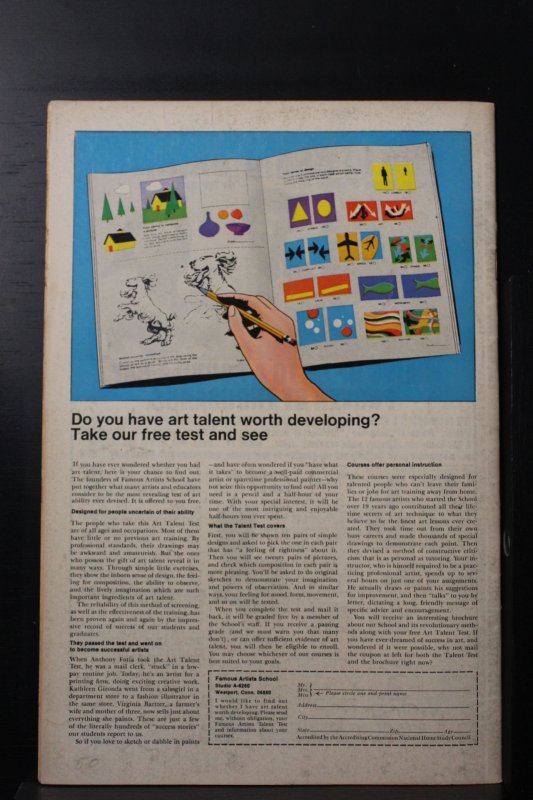 Do you have art talent worth developing?
Take our free test and see
If you have ever wondered whether you had
art talent, here is your chance to find out.
The founders of Famous Artists School have
put together what many artists and educators
consider to be the most revealing test of art
ability ever devised. It is offered to you free.
Designed for people uncertain of their ability
The people who take this Art Talent Test
are of all ages and occupations. Most of them
have little or no previous art training. By
professional standards, their drawings may
be awkward and amateurish. But the ones
who possess the gift of art talent reveal it in
many ways. Through simple little exercises,
they show the inborn sense of design, the feel-
ing for composition, the ability to observe,
and the lively imagination which are such
important ingredients of art talent.
The reliability of this method of screening,
as well as the effectiveness of the training, has
been proven again and again by the impres-
sive record of success of our students and
graduates.
They passed the test and went on
to become successful artists
When Anthony Fotia took the Art Talent
Test, he was a mail clerk, "stuck" in a low-
pay routine job. Today, he's an artist for a
printing firm, doing exciting creative work.
Kathleen Gironda went from a salesgirl in a
department store to a fashion illustrator in
the same store. Virginia Bartter, a farmer's
wife and mother of three, now sells just about
everything she paints. These are just a few
of the literally hundreds of "success stories"
our students report to us.
So if you love to sketch or dabble in paints
—and have often wondered if you "have what
it takes" to become a well-paid commercial
artist or sparetime professional painter—why
not seize this opportunity to find out? All you
need is a pencil and a half-hour of your
time. With your special interest, it will be
one of the most intriguing and enjoyable
half-hours you ever spent.
What the Talent Test covers
First, you will be shown ten pairs of simple
designs and asked to pick the one in each pair
that has "a feeling of rightness" about it.
Then you will see twenty pairs of pictures,
and check which composition in each pair is
more pleasing. You'll be asked to do original
sketches to demonstrate your imagination
and powers of observation. And in similar
ways, your feeling for mood, form, movement,
and so on will be tested.
When you complete the test and mail it
back, it will be graded free by a member of
the School's staff. If you receive a passing
grade (and we must warn you that many
don't), or can offer sufficient evidence of art
talent, you will then be eligible to enroll.
You may choose whichever of our courses is
best suited to your goals.
Courses offer personal instruction
These courses were especially designed for
talented people who can't leave their fami-
lies or jobs for art training away from home.
The 12 famous artists who started the School
over 19 years ago contributed all their life-
time secrets of art technique to what they
believe to be the finest art lessons ever cre-
ated. They took time out from their own
busy careers and made thousands of special
drawings to demonstrate each point. Then
they devised a method of constructive criti-
cism that is as personal as tutoring. Your in-
structor, who is himself required to be a prac-
ticing professional artist, spends up to sev-
eral hours on just one of your assignments.
He actually draws or paints his suggestions
for improvement, and then "talks" to you by
letter, dictating a long, friendly message of
specific advice and encouragement.
You will receive an interesting brochure
about our School and its revolutionary meth-
ods along with your free Art Talent Test. If
you have ever dreamed of success in art, and
wondered if it were possible, why not mail
the coupon at left for both the Talent Test
and the brochure right now?
Famous Artists School
Studio A-6260
Westport, Conn. 06880
I would like to find out
whether I have art talent
worth developing. Please send
me, without obligation, your
Famous Artists Talent Test
and information about your
courses.
Mr.
Mrs.
Miss
Please circle one and print name
Address
City
State Zip Age
Accredited by the Accrediting Commission National Home Study Council